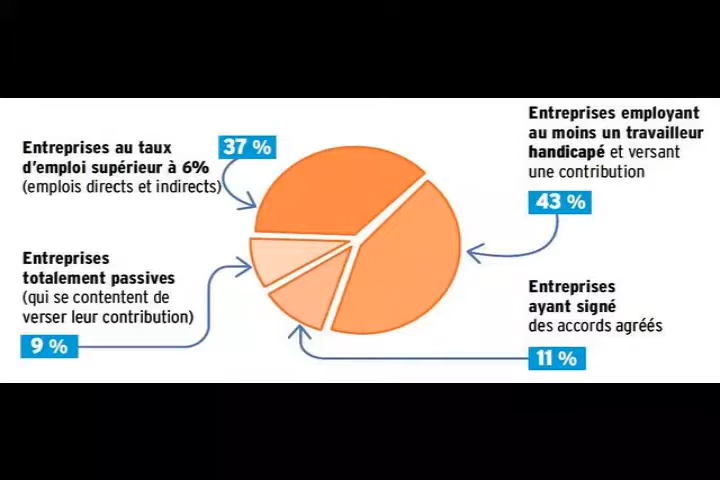 Entreprises au taux
d'emploi supérieur à 6%
(emplois directs et indirects)
37 %
Entreprises employant
au moins un travailleur
handicapé et versant
une contribution
43 %
Entreprises
totalement passives
(qui se contentent de
verser leur contribution)
9 %
Entreprises
ayant signé
des accords agréés
11 %